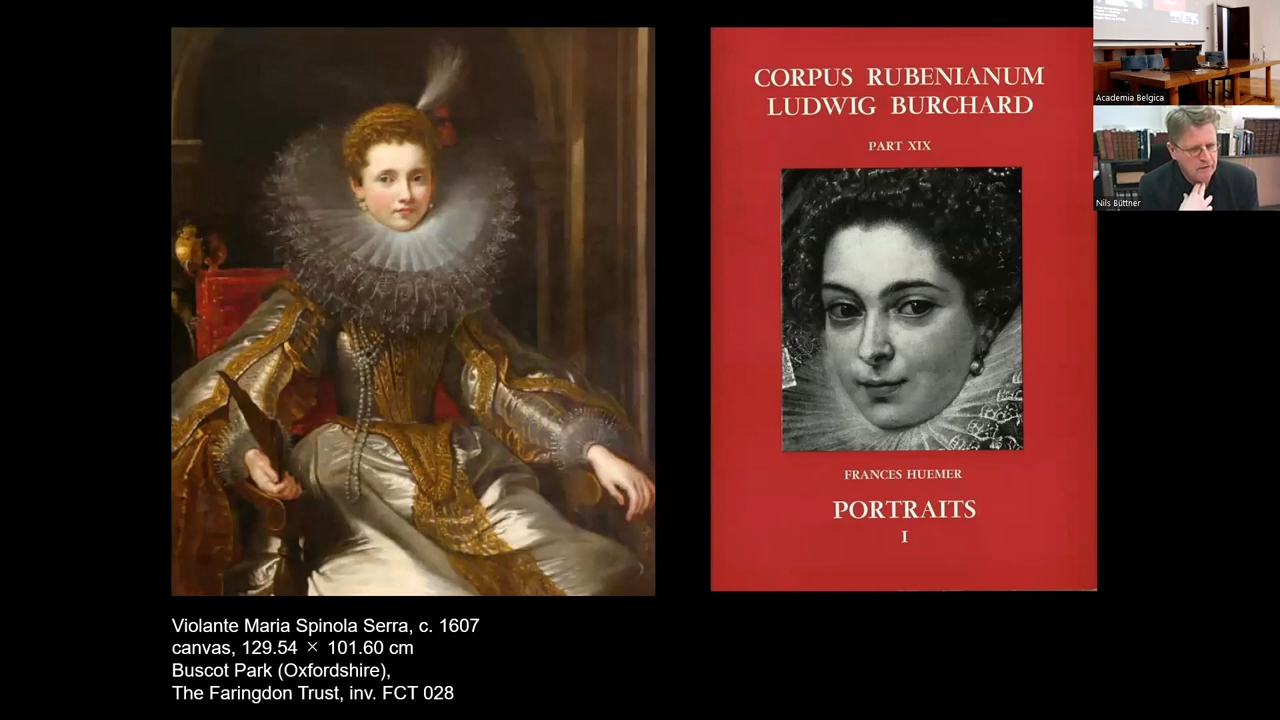 CORPUS RUBENIANUM
LUDWIG BURCHARD
PART XIX
FRANCES HUEMER
PORTRAITS
I
Violante Maria Spinola Serra, c. 1607
canvas, 129.54 × 101.60 cm
Buscot Park (Oxfordshire),
The Faringdon Trust, inv. FCT 028
Academia Belgica
Nils Büttner